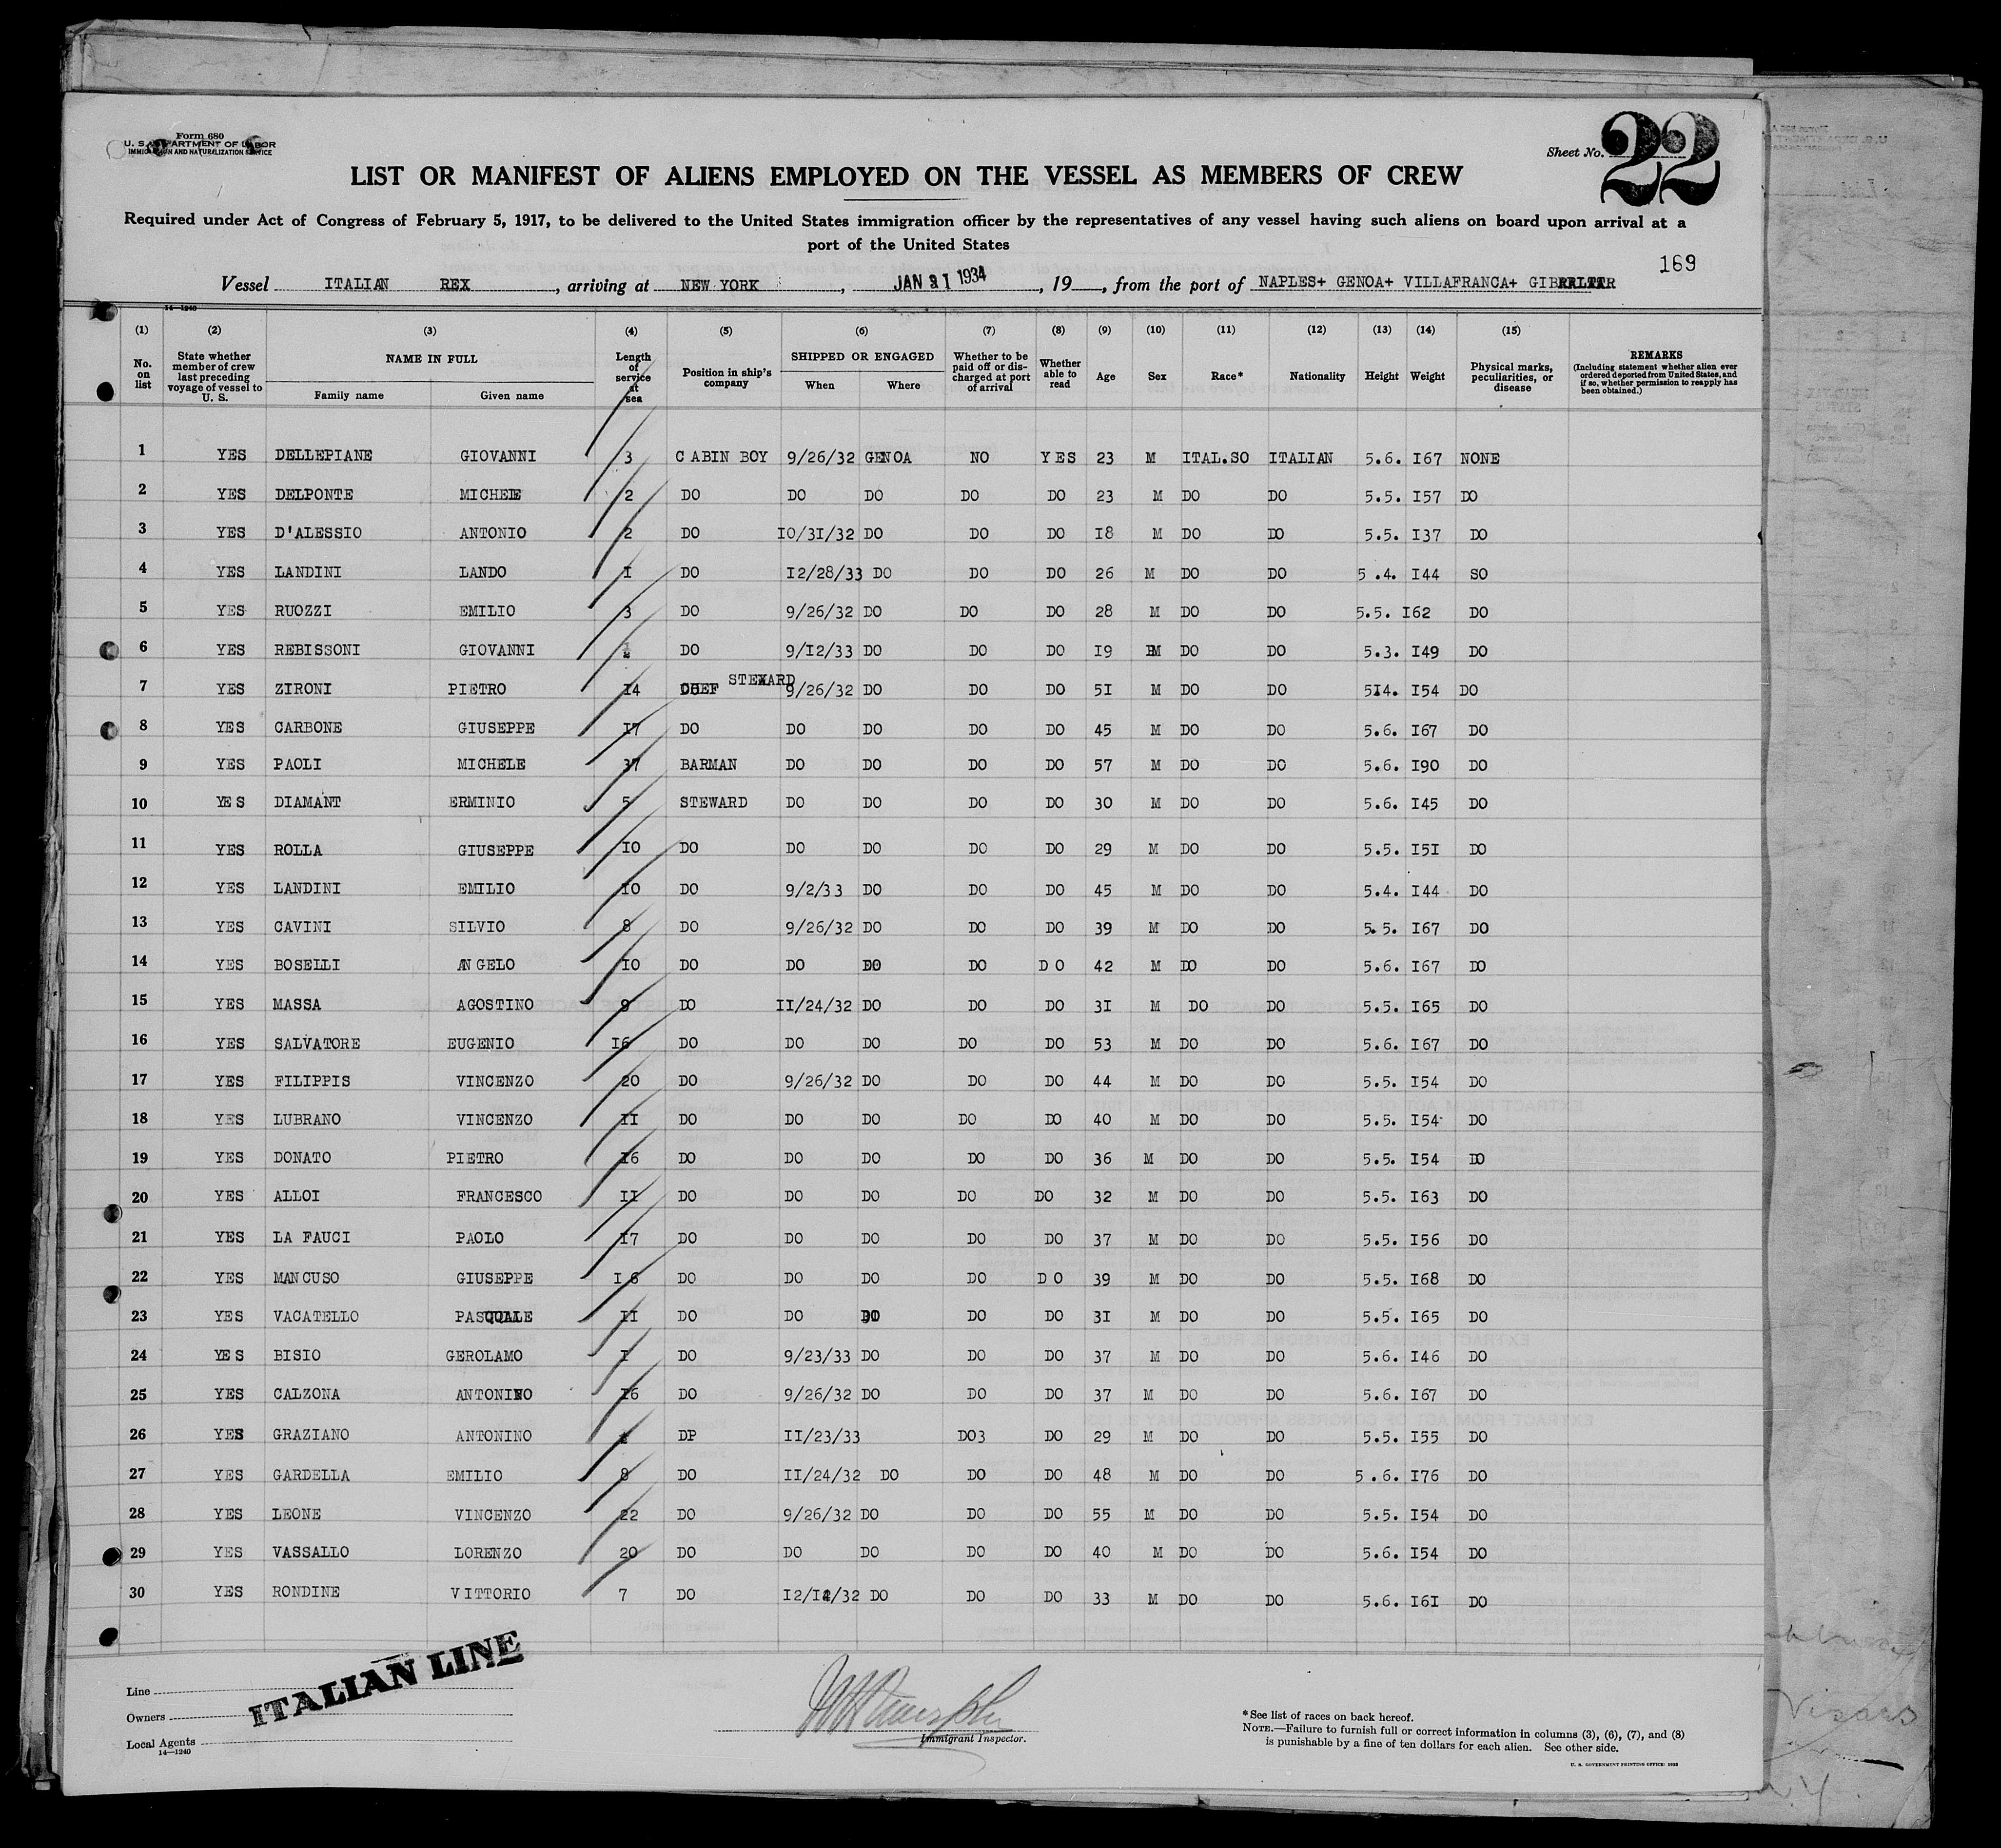 Form 680
U. S. DEPARTMENT OF LABOR
IMMIGRATION AND NATURALIZATION SERVICE
Sheet No. 22
LIST OR MANIFEST OF ALIENS EMPLOYED ON THE VESSEL AS MEMBERS OF CREW
Required under Act of Congress of February 5, 1917, to be delivered to the United States immigration officer by the representatives of any vessel having such aliens on board upon arrival at a
port of the United States
169
Vessel ITALIAN REX, arriving at NEW YORK, JAN 31 1934, 19, from the port of NAPLES+ GENOA+ VILLAFRANCA+ GIBRALTAR
14-1240
(1) (2) (3) (4) (5) (6) (7) (8) (9) (10) (11) (12) (13) (14) (15)
No. on list
State whether member of crew last preceding voyage of vessel to U. S.
NAME IN FULL
Family name Given name
Length of service at sea
Position in ship's company
SHIPPED OR ENGAGED
When Where
Whether to be paid off or discharged at port of arrival
Whether able to read
Age Sex Race* Nationality Height Weight
Physical marks, peculiarities, or disease
REMARKS
(Including statement whether alien ever ordered deported from United States, and if so, whether permission to reapply has been obtained.)
1 YES DELLEPIANE GIOVANNI 3 CABIN BOY 9/26/32 GENOA NO YES 23 M ITAL.SO ITALIAN 5.6. I67 NONE
2 YES DELPONTE MICHELE 2 DO DO DO DO DO 23 M DO DO 5.5. I57 DO
3 YES D'ALESSIO ANTONIO 2 DO IO/3I/32 DO DO DO I8 M DO DO 5.5. I37 DO
4 YES LANDINI LANDO I DO I2/28/33 DO DO DO 26 M DO DO 5 .4. I44 SO
5 YES RUOZZI EMILIO 3 DO 9/26/32 DO DO DO 28 M DO DO 5.5. I62 DO
6 YES REBISSONI GIOVANNI DO 9/I2/33 DO DO DO I9 M DO DO 5.3. I49 DO
7 YES ZIRONI PIETRO I4 CHEF STEWARD 9/26/32 DO DO DO 5I M DO DO 5I4. I54 DO
8 YES CARBONE GIUSEPPE I7 DO DO DO DO DO 45 M DO DO 5.6. I67 DO
9 YES PAOLI MICHELE 37 BARMAN DO DO DO DO 57 M DO DO 5.6. I90 DO
10 YES DIAMANT ERMINIO 5 STEWARD DO DO DO DO 30 M DO DO 5.6. I45 DO
11 YES ROLLA GIUSEPPE IO DO DO DO DO DO 29 M DO DO 5.5. I5I DO
12 YES LANDINI EMILIO IO DO 9/2/33 DO DO DO 45 M DO DO 5.4. I44 DO
13 YES CAVINI SILVIO 8 DO 9/26/32 DO DO DO 39 M DO DO 5.5. I67 DO
14 YES BOSELLI ANGELO IO DO DO DO DO DO 42 M DO DO 5.6. I67 DO
15 YES MASSA AGOSTINO 9 DO II/24/32 DO DO DO 3I M DO DO 5.5. I65 DO
16 YES SALVATORE EUGENIO I6 DO DO DO DO DO 53 M DO DO 5.6. I67 DO
17 YES FILIPPIS VINCENZO 20 DO 9/26/32 DO DO DO 44 M DO DO 5.5. I54 DO
18 YES LUBRANO VINCENZO II DO DO DO DO DO 40 M DO DO 5.5. I54 DO
19 YES DONATO PIETRO I6 DO DO DO DO DO 36 M DO DO 5.5. I54 DO
20 YES ALLOI FRANCESCO II DO DO DO DO DO 32 M DO DO 5.5. I63 DO
21 YES LA FAUCI PAOLO I7 DO DO DO DO DO 37 M DO DO 5.5. I56 DO
22 YES MANCUSO GIUSEPPE I6 DO DO DO DO DO 39 M DO DO 5.5. I68 DO
23 YES VACATELLO PASQUALE II DO DO DO DO DO 3I M DO DO 5.5. I65 DO
24 YES BISIO GEROLAMO I DO 9/23/33 DO DO DO 37 M DO DO 5.6. I46 DO
25 YES CALZONA ANTONINO I6 DO 9/26/32 DO DO DO 37 M DO DO 5.6. I67 DO
26 YES GRAZIANO ANTONINO DP II/23/33 DO3 DO 29 M DO DO 5.5. I55 DO
27 YES GARDELLA EMILIO 8 DO II/24/32 DO DO DO 48 M DO DO 5 .6. I76 DO
28 YES LEONE VINCENZO 22 DO 9/26/32 DO DO DO 55 M DO DO 5.5. I54 DO
29 YES VASSALLO LORENZO 20 DO DO DO DO DO 40 M DO DO 5.6. I54 DO
30 YES RONDINE VITTORIO 7 DO DO DO DO 33 M DO DO 5.6. I6I DO
Line
Owners
Local Agents
14-1240
ITALIAN LINE
Immigrant Inspector.
*See list of races on back hereof.
NOTE.—Failure to furnish full or correct information in columns (3), (6), (7), and (8)
is punishable by a fine of ten dollars for each alien. See other side.
U. S. GOVERNMENT PRINTING OFFICE: 1933